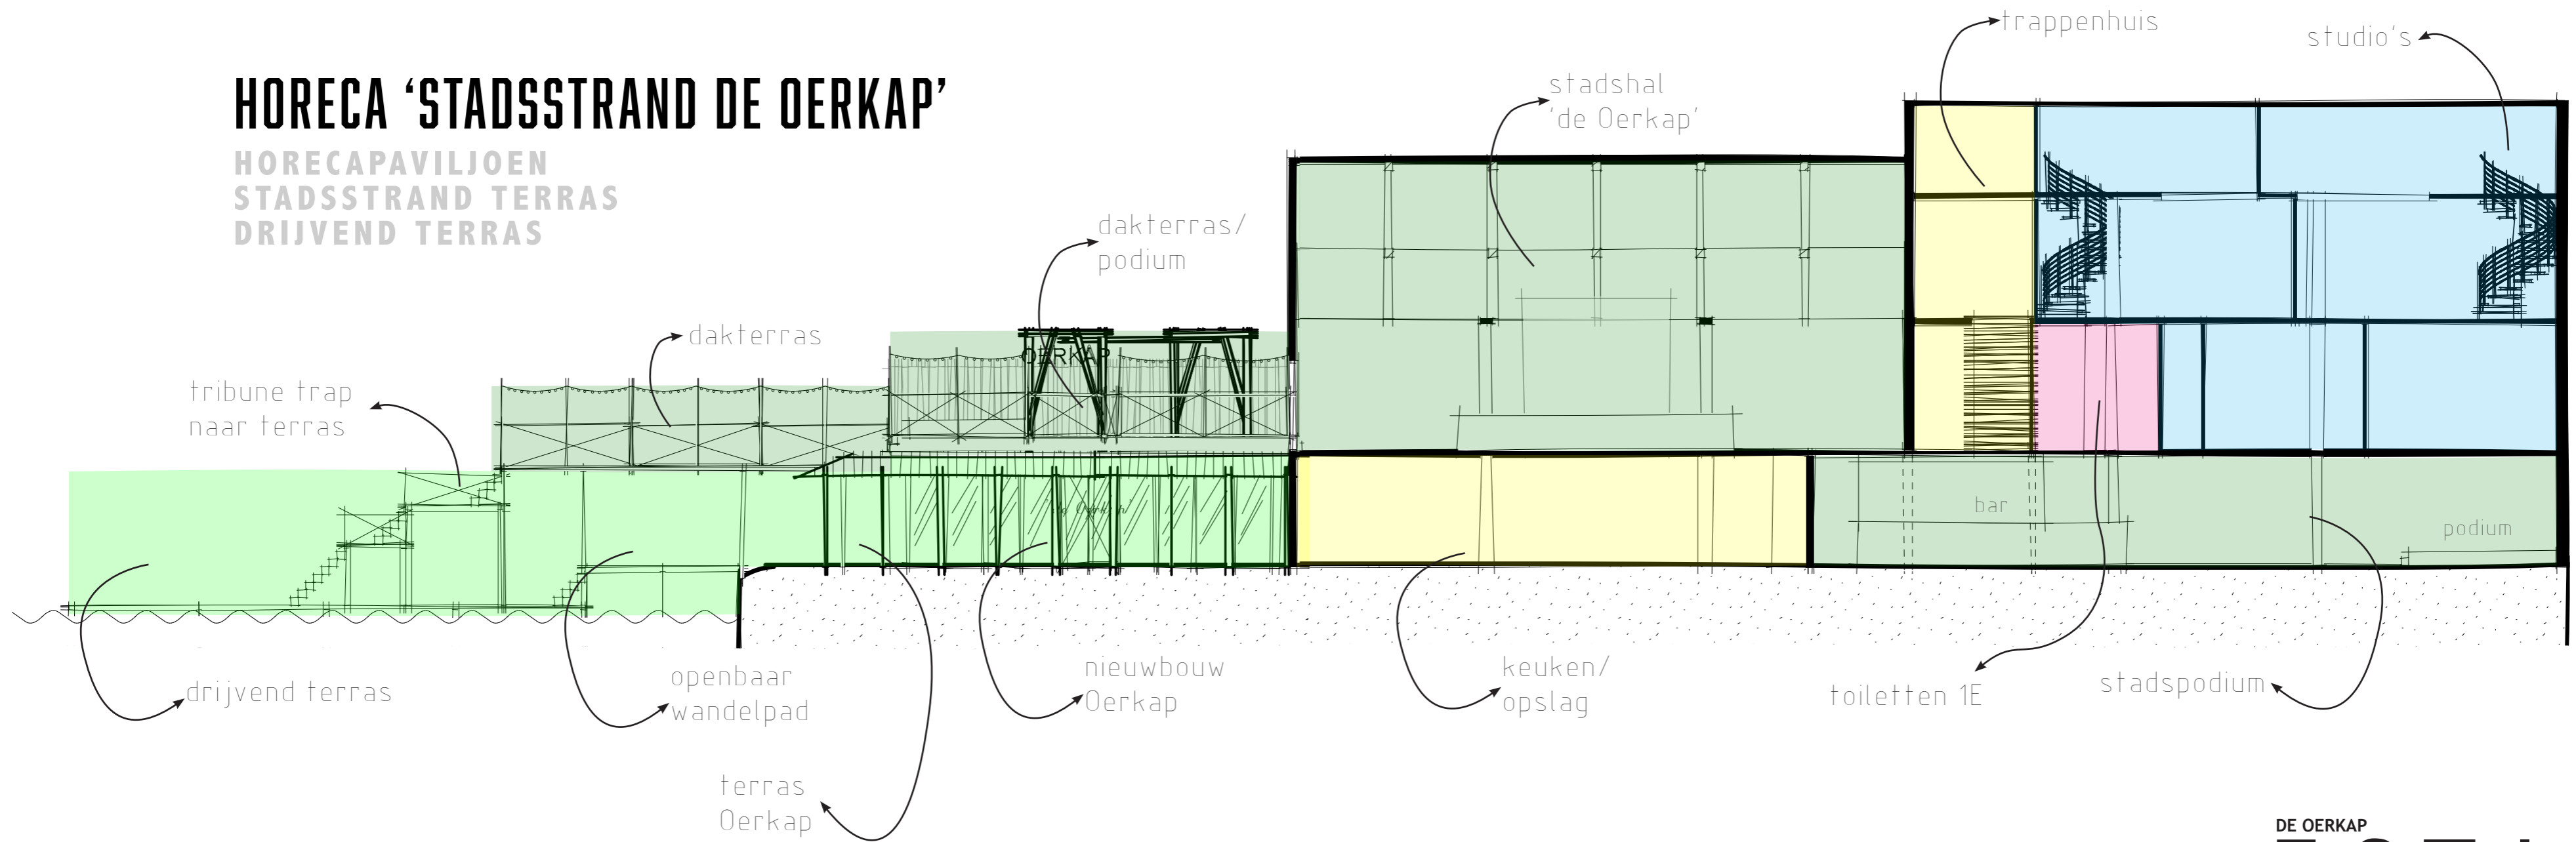 HORECA ‘STADSSTRAND DE OERKAP’
HORECAPAVILJOEN
STADSSTRAND TERRAS
DRIJVEND TERRAS
trappenhuis
studio's
stadshal
'de Oerkap'
dakterras/
podium
dakterras
OERKAP
tribune trap
naar terras
bar
podium
drijvend terras
openbaar
wandelpad
nieuwbouw
Oerkap
keuken/
opslag
toiletten 1E
stadspodium
terras
Oerkap
DE OERKAP